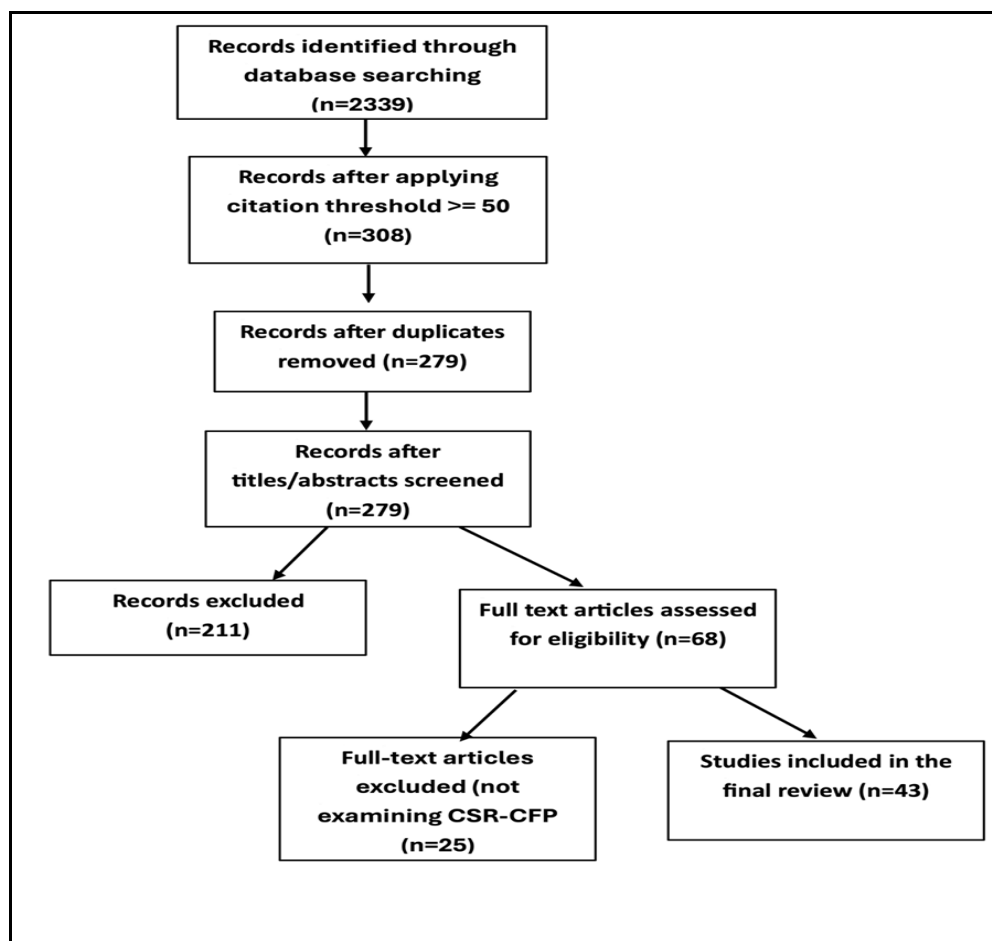 Records identified through
database searching
(n=2339)
Records after applying
citation threshold >= 50
(n=308)
Records after duplicates
removed (n=279)
Records after
titles/abstracts screened
(n=279)
Records excluded
(n=211)
Full text articles assessed
for eligibility (n=68)
Full-text articles
excluded (not
examining CSR-CFP
(n=25)
Studies included in the
final review (n=43)